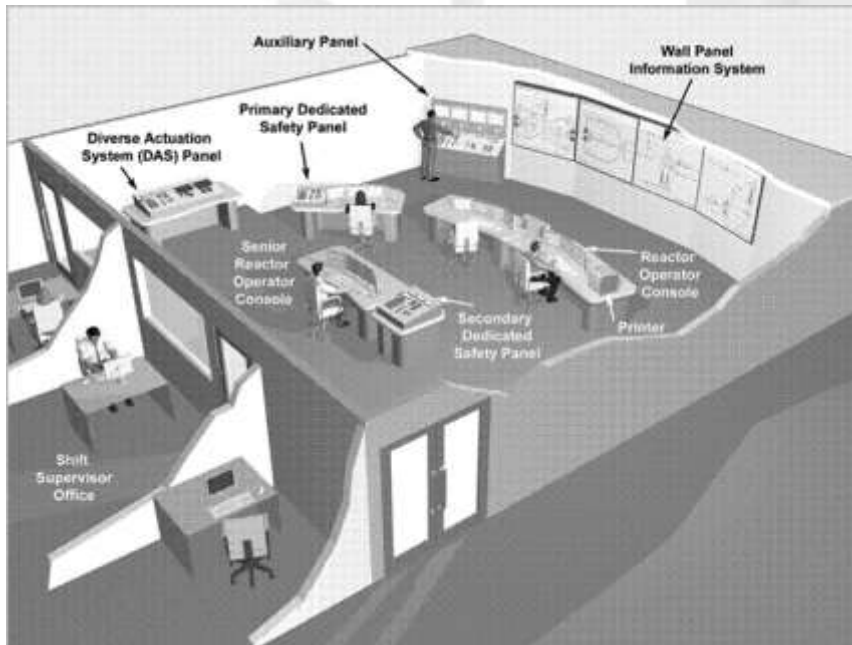 Auxiliary Panel
Wall Panel
Information System
Primary Dedicated
Safety Panel
Diverse Actuation
System (DAS) Panel
Senior
Reactor
Operator
Console
Reactor
Operator
Console
Secondary
Dedicated
Safety Panel
Printer
Shift
Supervisor
Office